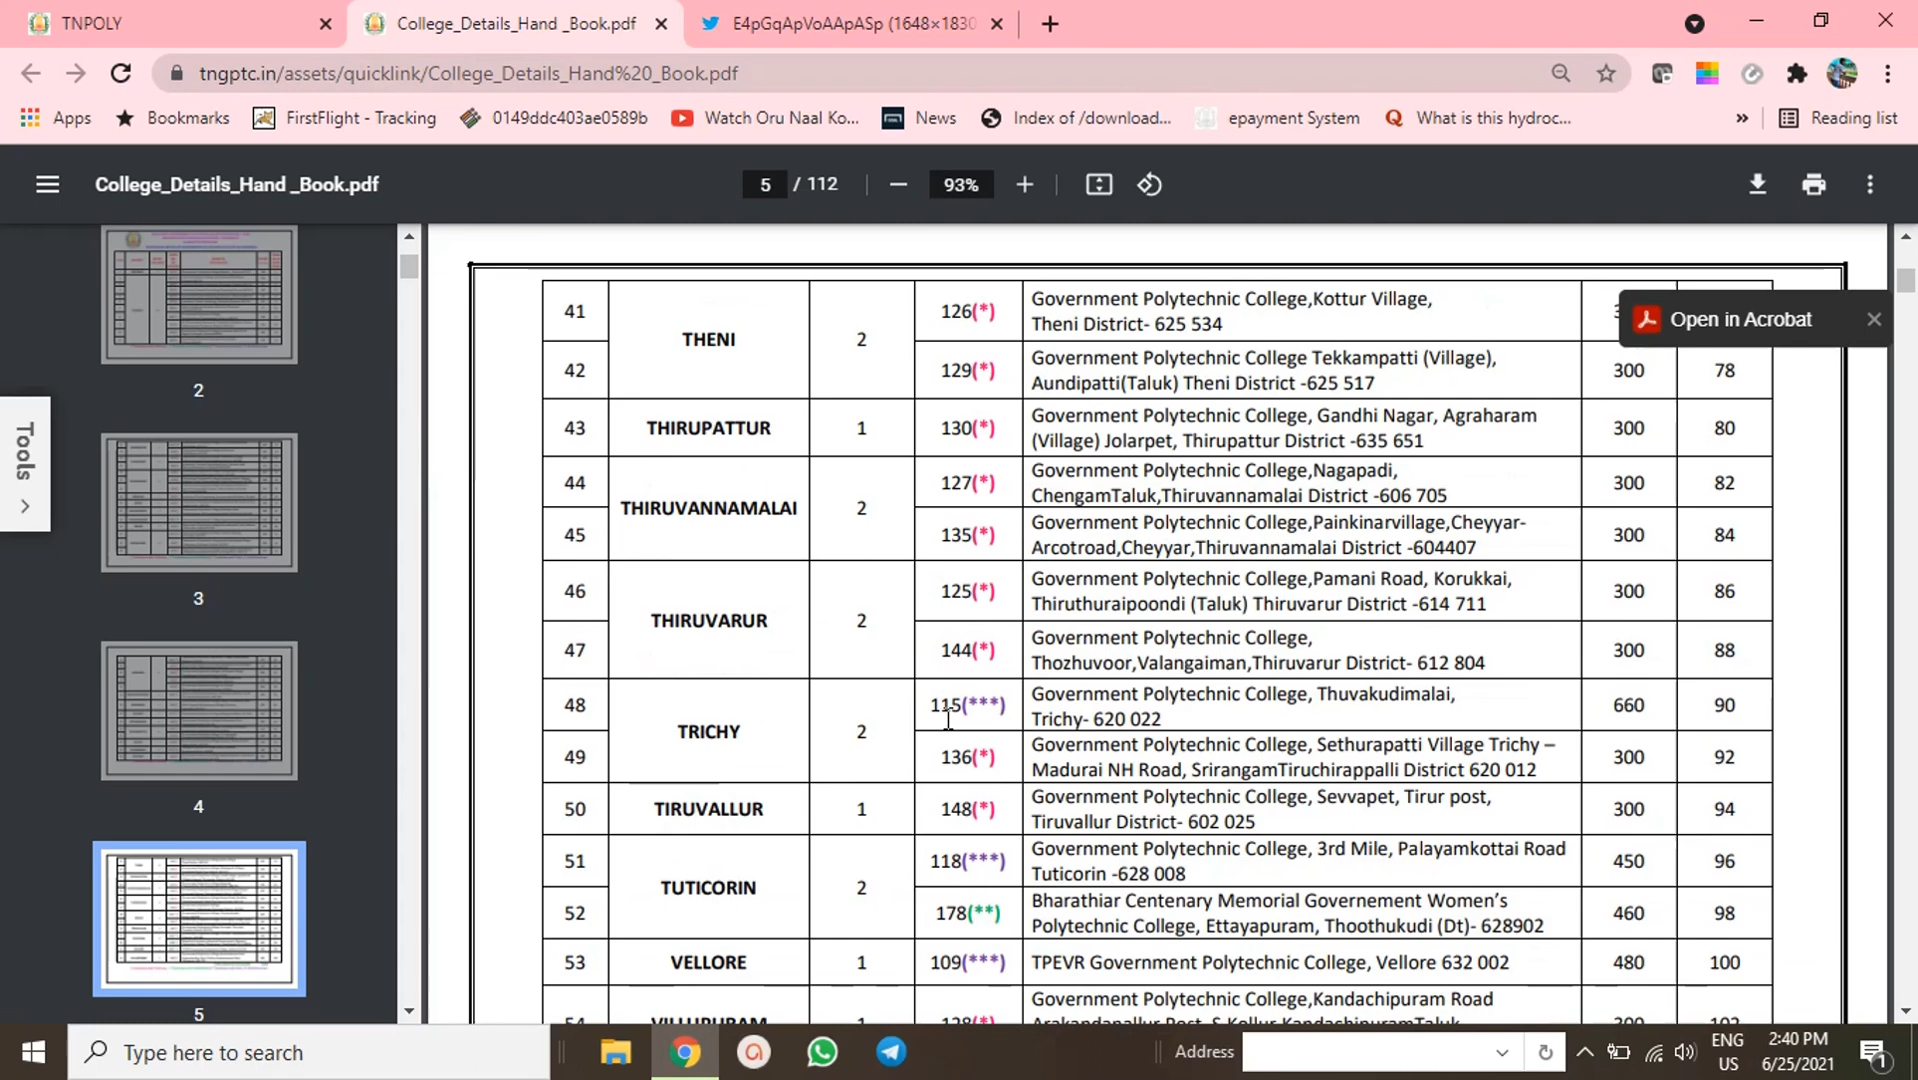 TNPOLY
College_Details_Hand _Book.pdf
E4pGqApVoAApASp (1648×1830
tngptc.in/assets/quicklink/College_Details_Hand%20_Book.pdf
Apps
Bookmarks
FirstFlight - Tracking
0149ddc403ae0589b
Watch Oru Naal Ko...
News
Index of /download...
epayment System
What is this hydroc...
»
Reading list
College_Details_Hand _Book.pdf
5 / 112
93%
Open in Acrobat
Tools
2
3
4
5
41 THENI 2 126(*) Government Polytechnic College,Kottur Village,
Theni District- 625 534
42 129(*) Government Polytechnic College Tekkampatti (Village),
Aundipatti(Taluk) Theni District -625 517 300 78
43 THIRUPATTUR 1 130(*) Government Polytechnic College, Gandhi Nagar, Agraharam
(Village) Jolarpet, Thirupattur District -635 651 300 80
44 THIRUVANNAMALAI 2 127(*) Government Polytechnic College,Nagapadi,
ChengamTaluk,Thiruvannamalai District -606 705 300 82
45 135(*) Government Polytechnic College,Painkinarvillage,Cheyyar-
Arcotroad,Cheyyar,Thiruvannamalai District -604407 300 84
46 THIRUVARUR 2 125(*) Government Polytechnic College,Pamani Road, Korukkai,
Thiruthuraipoondi (Taluk) Thiruvarur District -614 711 300 86
47 144(*) Government Polytechnic College,
Thozhuvoor,Valangaiman,Thiruvarur District- 612 804 300 88
48 TRICHY 2 115(***) Government Polytechnic College, Thuvakudimalai,
Trichy- 620 022 660 90
49 136(*) Government Polytechnic College, Sethurapatti Village Trichy –
Madurai NH Road, SrirangamTiruchirappalli District 620 012 300 92
50 TIRUVALLUR 1 148(*) Government Polytechnic College, Sevvapet, Tirur post,
Tiruvallur District- 602 025 300 94
51 TUTICORIN 2 118(***) Government Polytechnic College, 3rd Mile, Palayamkottai Road
Tuticorin -628 008 450 96
52 178(**) Bharathiar Centenary Memorial Governement Women's
Polytechnic College, Ettayapuram, Thoothukudi (Dt)- 628902 460 98
53 VELLORE 1 109(***) TPEVR Government Polytechnic College, Vellore 632 002 480 100
54 VILLUPURAM 1 128(*) Government Polytechnic College,Kandachipuram Road
Arakandanallur Post, S.Kollur,KandachipuramTaluk 300 102
Type here to search
Address
ENG
US
2:40 PM
6/25/2021
1